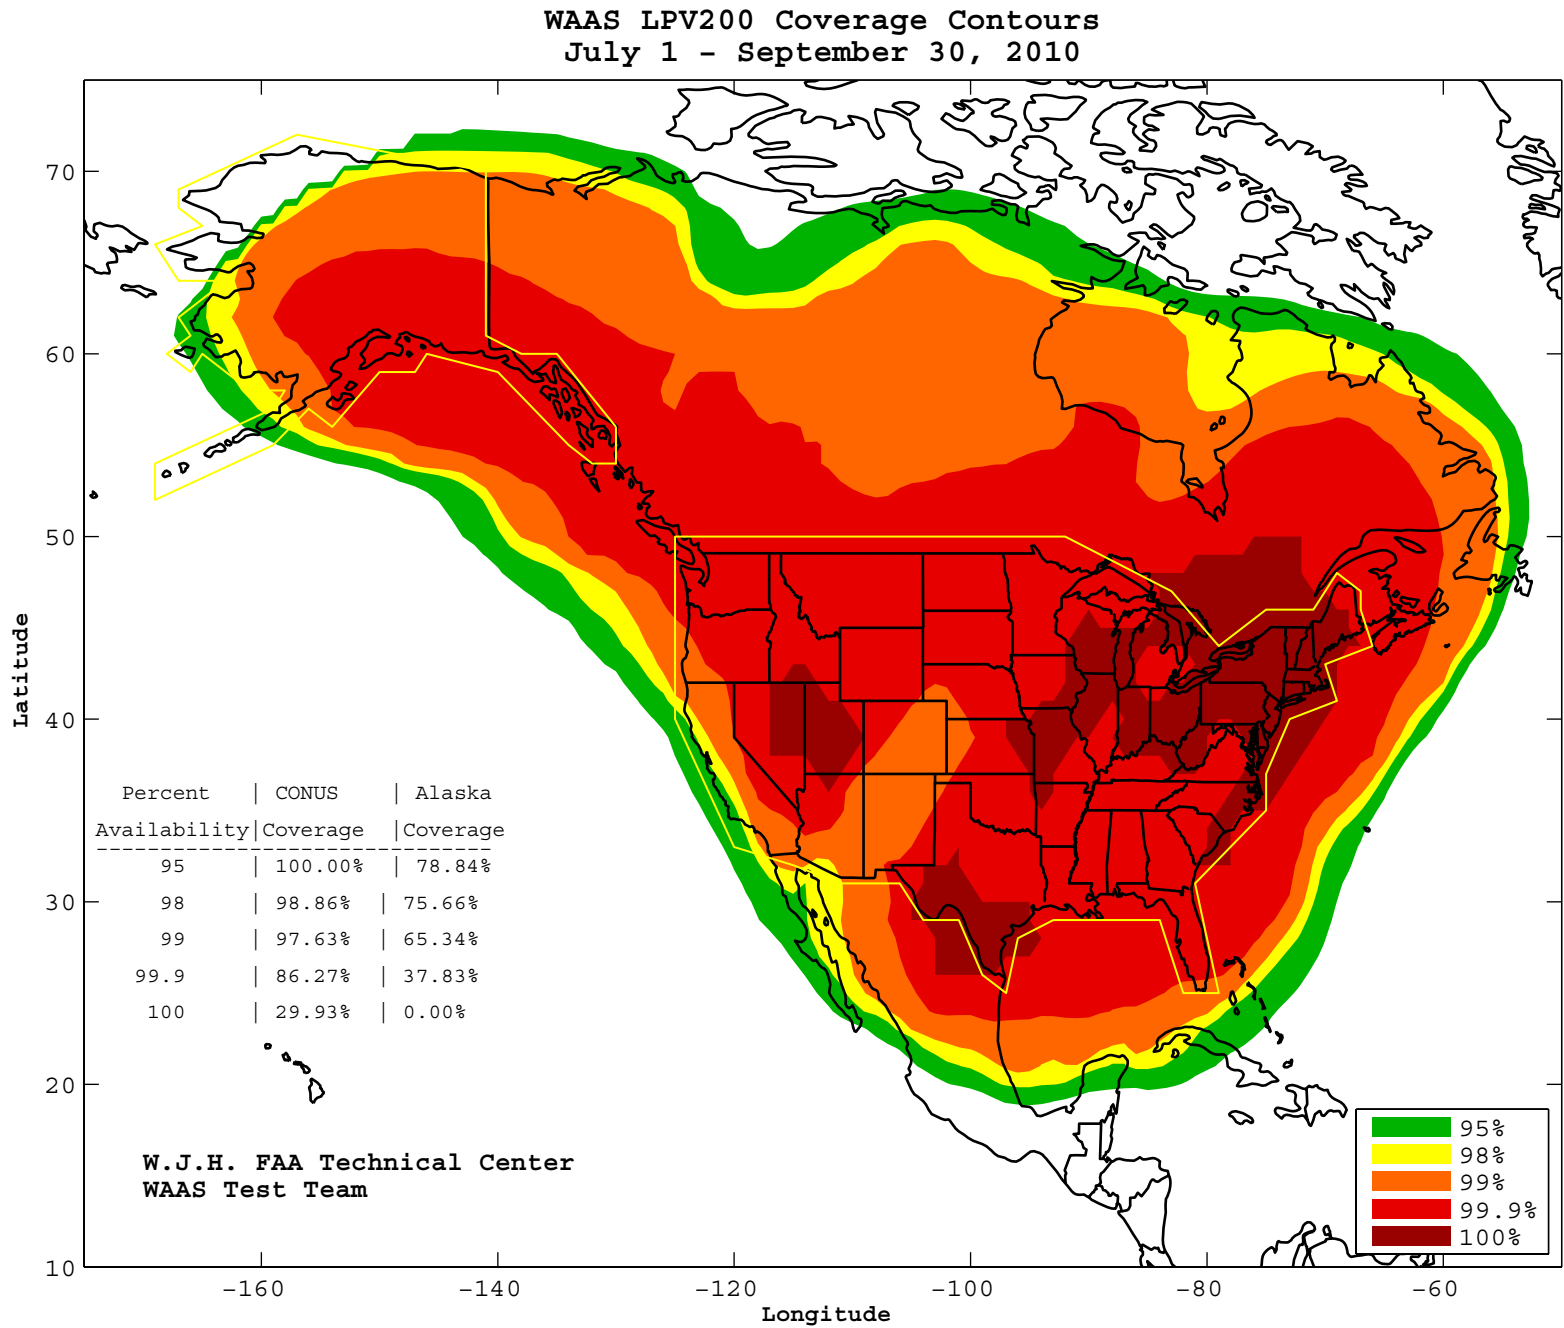 WAAS LPV200 Coverage Contours
July 1 - September 30, 2010
70
60
50
40
30
20
10
Latitude
Percent | CONUS | Alaska
Availability|Coverage |Coverage
-------------------------------
95 | 100.00% | 78.84%
98 | 98.86% | 75.66%
99 | 97.63% | 65.34%
99.9 | 86.27% | 37.83%
100 | 29.93% | 0.00%
W.J.H. FAA Technical Center
WAAS Test Team
95%
98%
99%
99.9%
100%
-160 -140 -120 -100 -80 -60
Longitude